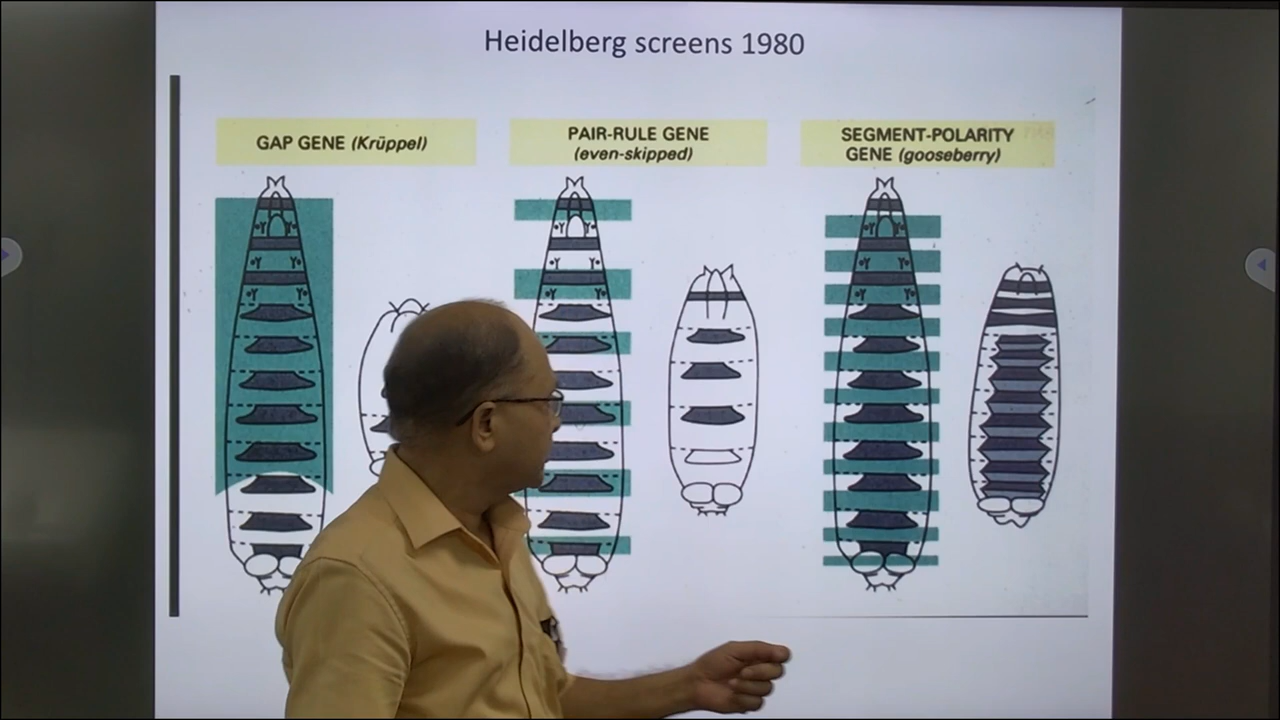 Heidelberg screens 1980
GAP GENE (Krüppel)
PAIR-RULE GENE
(even-skipped)
SEGMENT-POLARITY
GENE (gooseberry)